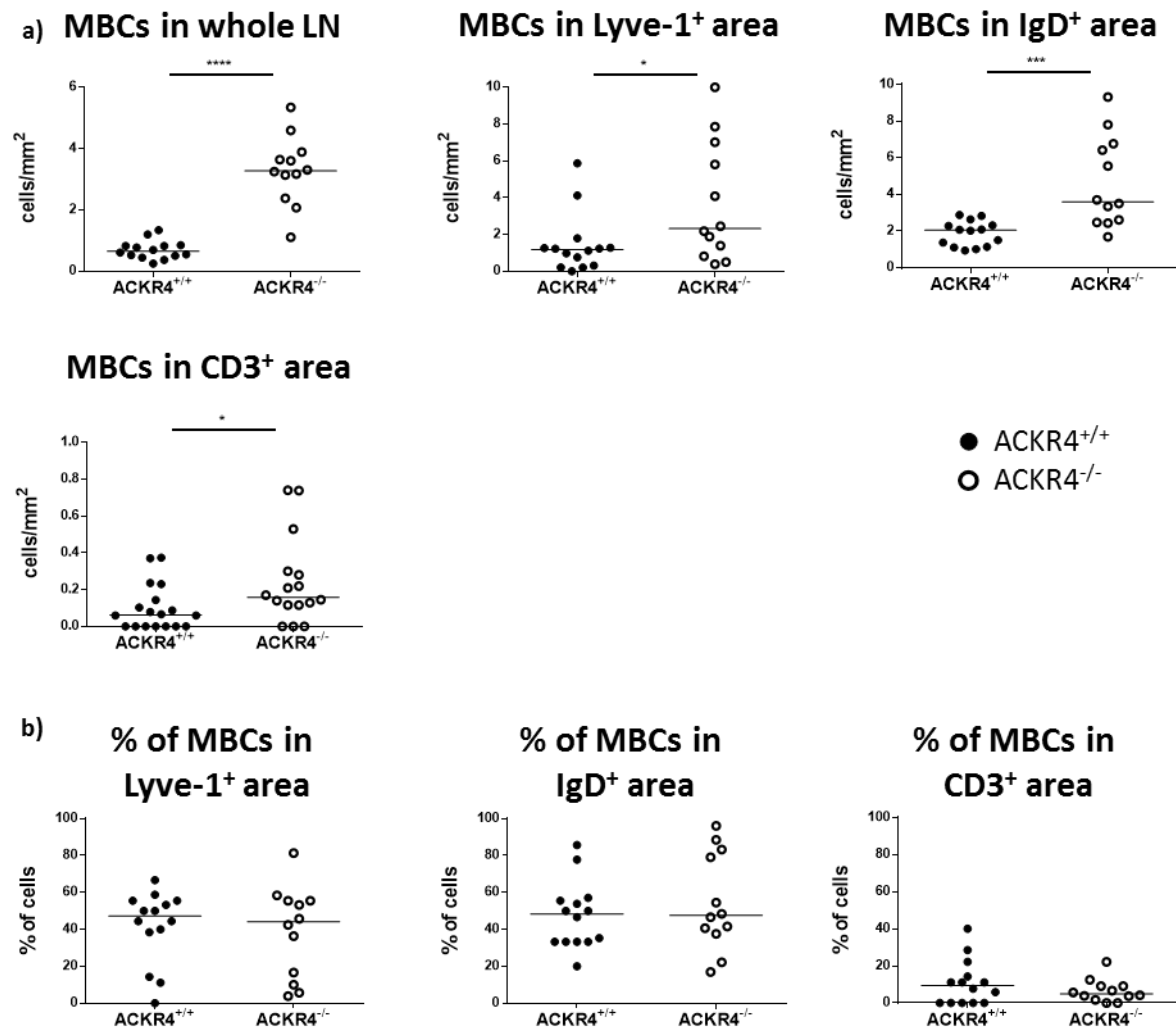 a) MBCs in whole LN
****
6
4
2
0
cells/mm²
ACKR4+/+ ACKR4-/-
MBCs in Lyve-1+ area
*
10
8
6
4
2
0
cells/mm²
ACKR4+/+ ACKR4-/-
MBCs in IgD+ area
***
10
8
6
4
2
0
cells/mm²
ACKR4+/+ ACKR4-/-
MBCs in CD3+ area
*
1.0
0.8
0.6
0.4
0.2
0.0
cells/mm²
ACKR4+/+ ACKR4-/-
ACKR4+/+
ACKR4-/-
b) % of MBCs in
Lyve-1+ area
100
80
60
40
20
0
% of cells
ACKR4+/+ ACKR4-/-
% of MBCs in
IgD+ area
100
80
60
40
20
0
% of cells
ACKR4+/+ ACKR4-/-
% of MBCs in
CD3+ area
100
80
60
40
20
0
% of cells
ACKR4+/+ ACKR4-/-